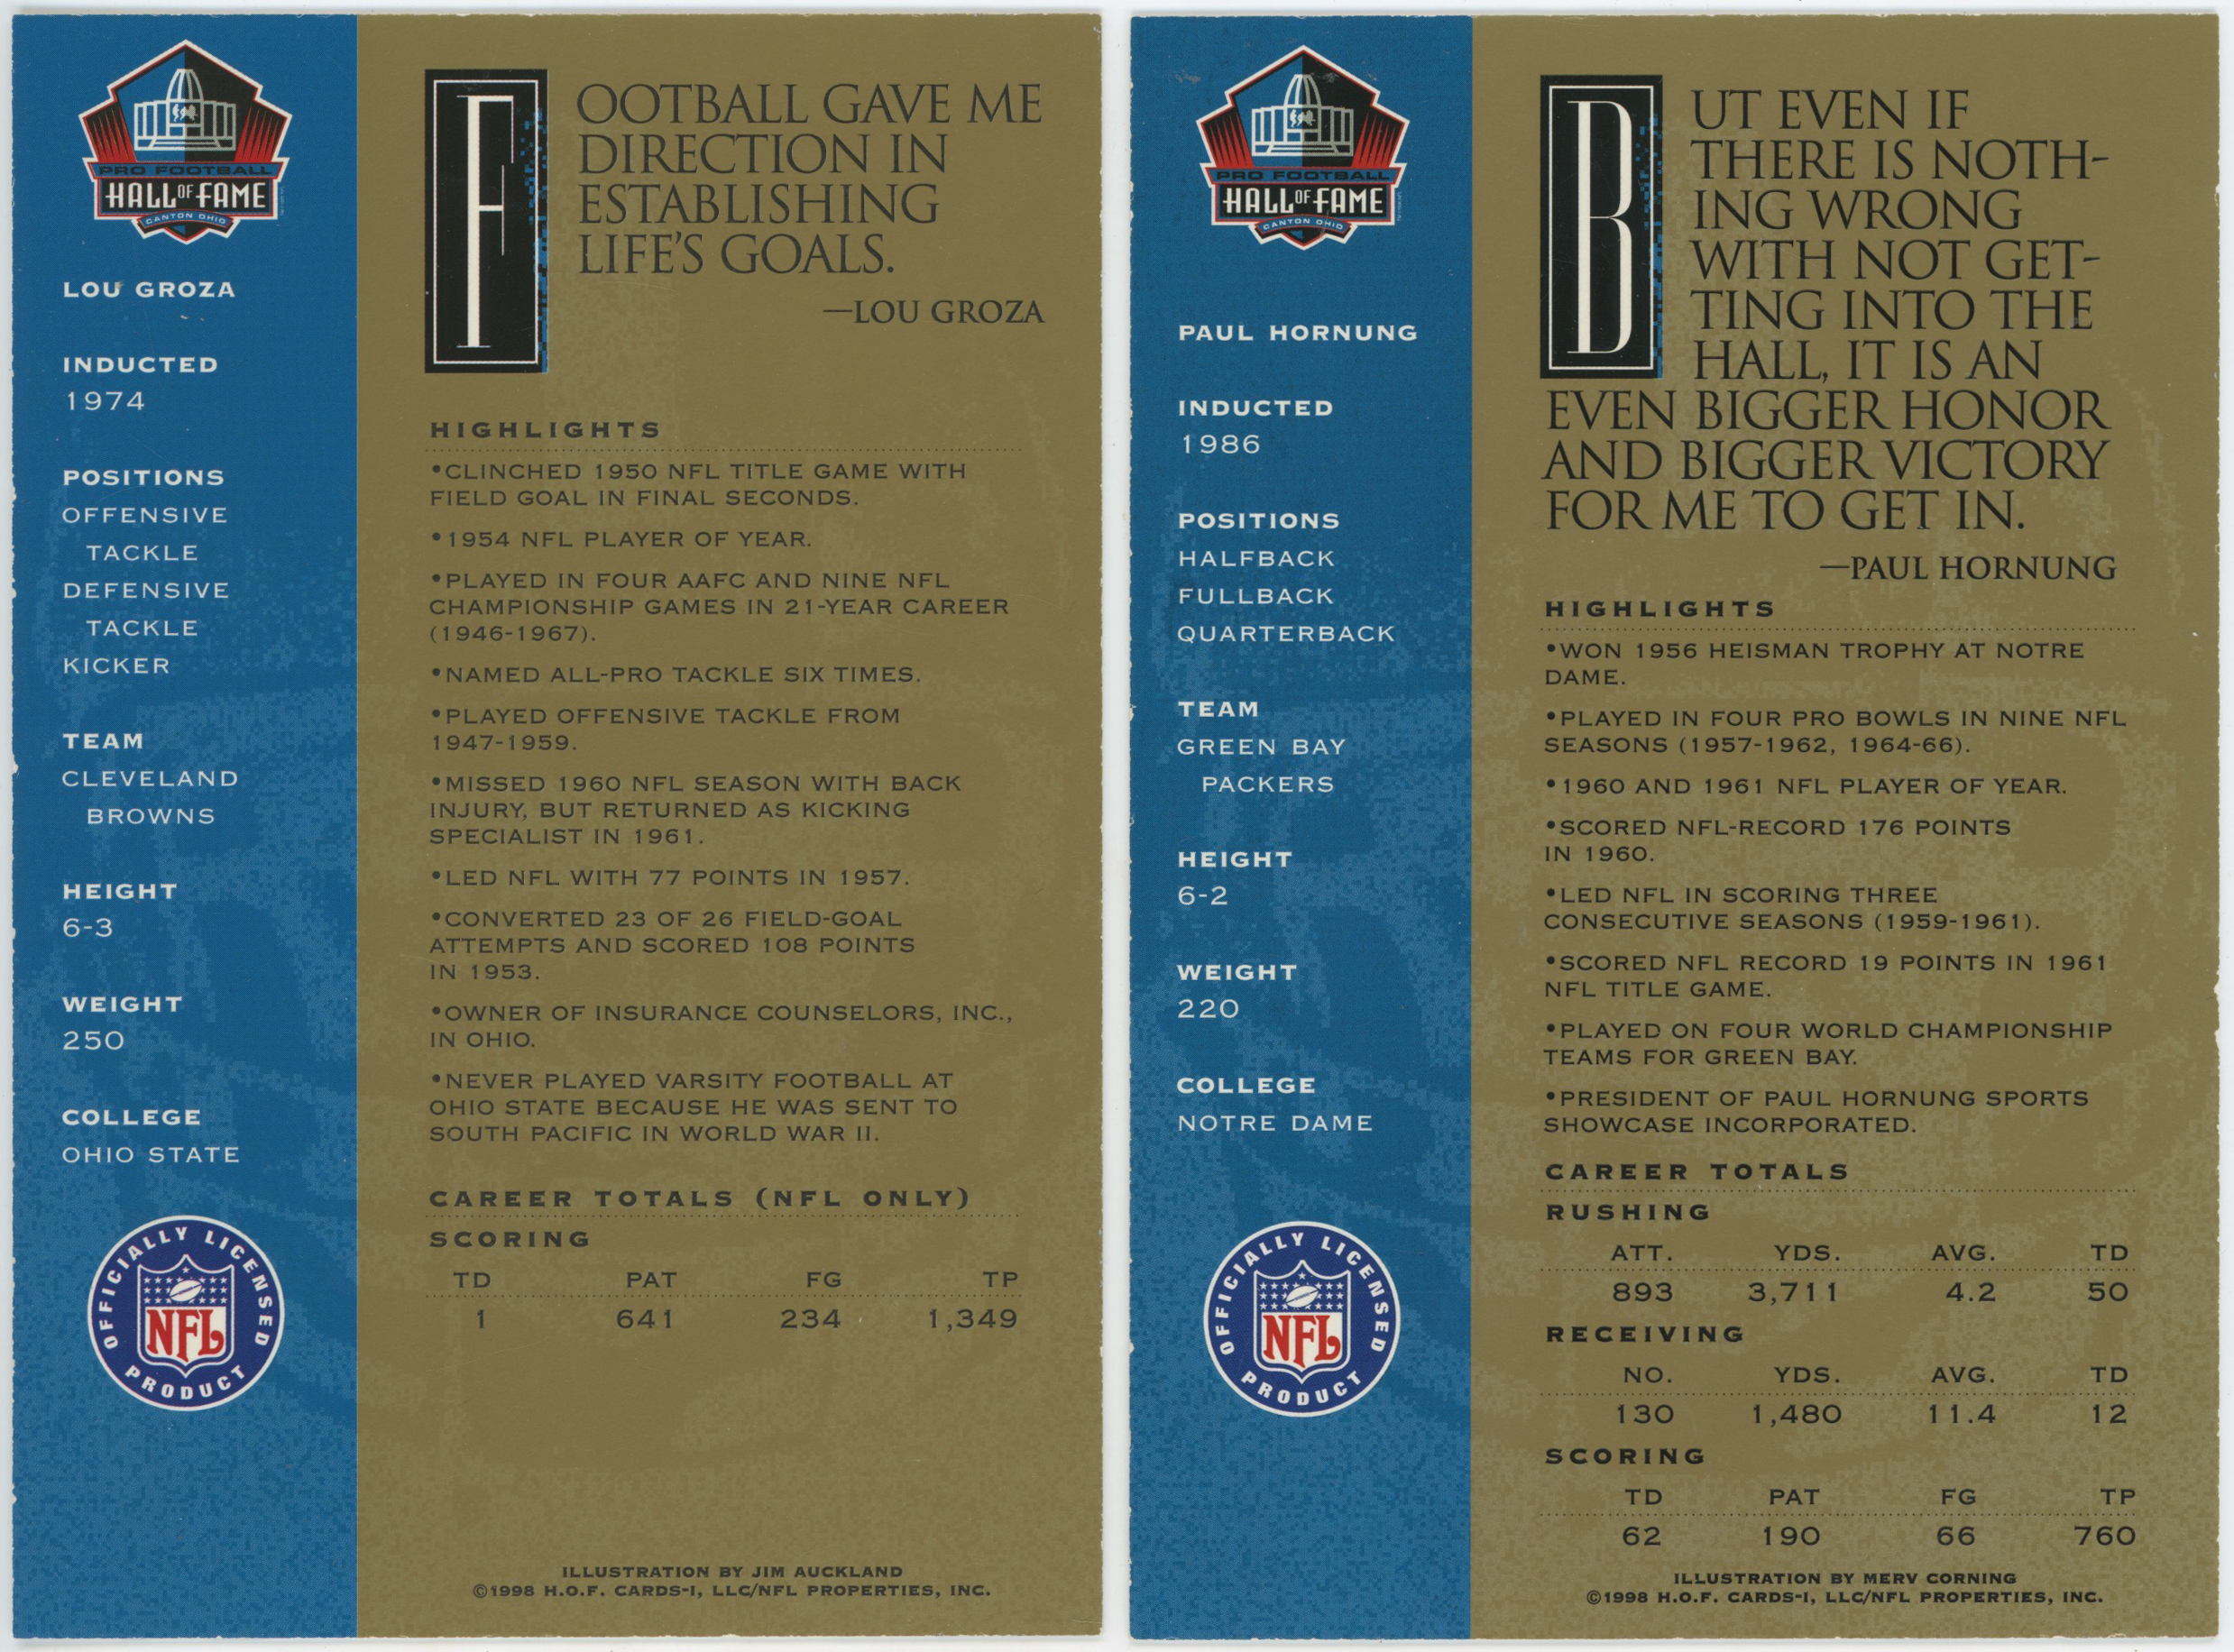 PRO FOOTBALL
HALL OF FAME
CANTON OHIO
LOU GROZA
INDUCTED
1974
POSITIONS
OFFENSIVE
TACKLE
DEFENSIVE
TACKLE
KICKER
TEAM
CLEVELAND
BROWNS
HEIGHT
6-3
WEIGHT
250
COLLEGE
OHIO STATE
OFFICIALLY LICENSED
NFL
PRODUCT
FOOTBALL GAVE ME
DIRECTION IN
ESTABLISHING
LIFE'S GOALS.
—LOU GROZA
HIGHLIGHTS
•CLINCHED 1950 NFL TITLE GAME WITH
FIELD GOAL IN FINAL SECONDS.
•1954 NFL PLAYER OF YEAR.
•PLAYED IN FOUR AAFC AND NINE NFL
CHAMPIONSHIP GAMES IN 21-YEAR CAREER
(1946-1967).
•NAMED ALL-PRO TACKLE SIX TIMES.
•PLAYED OFFENSIVE TACKLE FROM
1947-1959.
•MISSED 1960 NFL SEASON WITH BACK
INJURY, BUT RETURNED AS KICKING
SPECIALIST IN 1961.
•LED NFL WITH 77 POINTS IN 1957.
•CONVERTED 23 OF 26 FIELD-GOAL
ATTEMPTS AND SCORED 108 POINTS
IN 1953.
•OWNER OF INSURANCE COUNSELORS, INC.,
IN OHIO.
•NEVER PLAYED VARSITY FOOTBALL AT
OHIO STATE BECAUSE HE WAS SENT TO
SOUTH PACIFIC IN WORLD WAR II.
CAREER TOTALS (NFL ONLY)
SCORING
TD PAT FG TP
1 641 234 1,349
ILLUSTRATION BY JIM AUCKLAND
©1998 H.O.F. CARDS-I, LLC/NFL PROPERTIES, INC.
PRO FOOTBALL
HALL OF FAME
CANTON OHIO
PAUL HORNUNG
INDUCTED
1986
POSITIONS
HALFBACK
FULLBACK
QUARTERBACK
TEAM
GREEN BAY
PACKERS
HEIGHT
6-2
WEIGHT
220
COLLEGE
NOTRE DAME
OFFICIALLY LICENSED
NFL
PRODUCT
BUT EVEN IF
THERE IS NOTH-
ING WRONG
WITH NOT GET-
TING INTO THE
HALL, IT IS AN
EVEN BIGGER HONOR
AND BIGGER VICTORY
FOR ME TO GET IN.
—PAUL HORNUNG
HIGHLIGHTS
•WON 1956 HEISMAN TROPHY AT NOTRE
DAME.
•PLAYED IN FOUR PRO BOWLS IN NINE NFL
SEASONS (1957-1962, 1964-66).
•1960 AND 1961 NFL PLAYER OF YEAR.
•SCORED NFL-RECORD 176 POINTS
IN 1960.
•LED NFL IN SCORING THREE
CONSECUTIVE SEASONS (1959-1961).
•SCORED NFL RECORD 19 POINTS IN 1961
NFL TITLE GAME.
•PLAYED ON FOUR WORLD CHAMPIONSHIP
TEAMS FOR GREEN BAY.
•PRESIDENT OF PAUL HORNUNG SPORTS
SHOWCASE INCORPORATED.
CAREER TOTALS
RUSHING
ATT. YDS. AVG. TD
893 3,711 4.2 50
RECEIVING
NO. YDS. AVG. TD
130 1,480 11.4 12
SCORING
TD PAT FG TP
62 190 66 760
ILLUSTRATION BY MERV CORNING
©1998 H.O.F. CARDS-I, LLC/NFL PROPERTIES, INC.